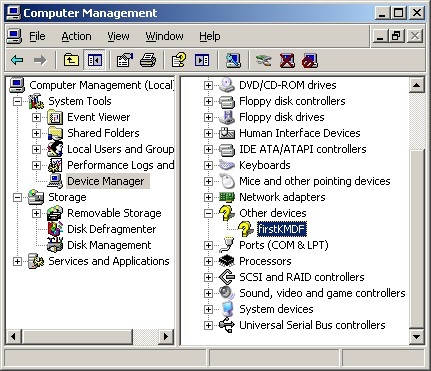 Computer Management
File Action View Window Help
Computer Management (Local
System Tools
Event Viewer
Shared Folders
Local Users and Group
Performance Logs and
Device Manager
Storage
Removable Storage
Disk Defragmenter
Disk Management
Services and Applications
DVD/CD-ROM drives
Floppy disk controllers
Floppy disk drives
Human Interface Devices
IDE ATA/ATAPI controllers
Keyboards
Mice and other pointing devices
Network adapters
Other devices
firstKMDF
Ports (COM & LPT)
Processors
SCSI and RAID controllers
Sound, video and game controllers
System devices
Universal Serial Bus controllers